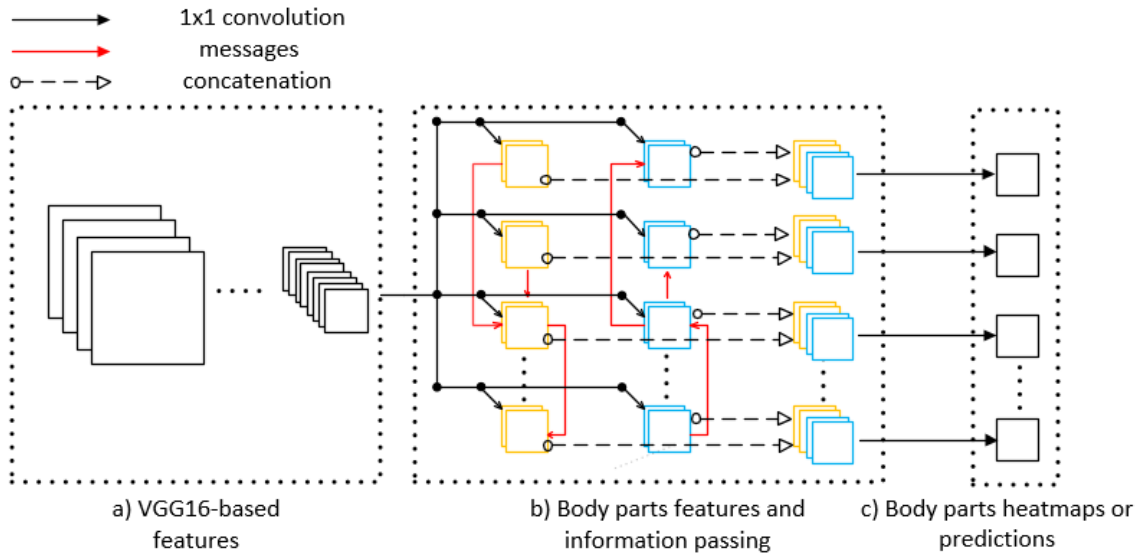 1x1 convolution
messages
concatenation
a) VGG16-based
features
b) Body parts features and
information passing
c) Body parts heatmaps or
predictions